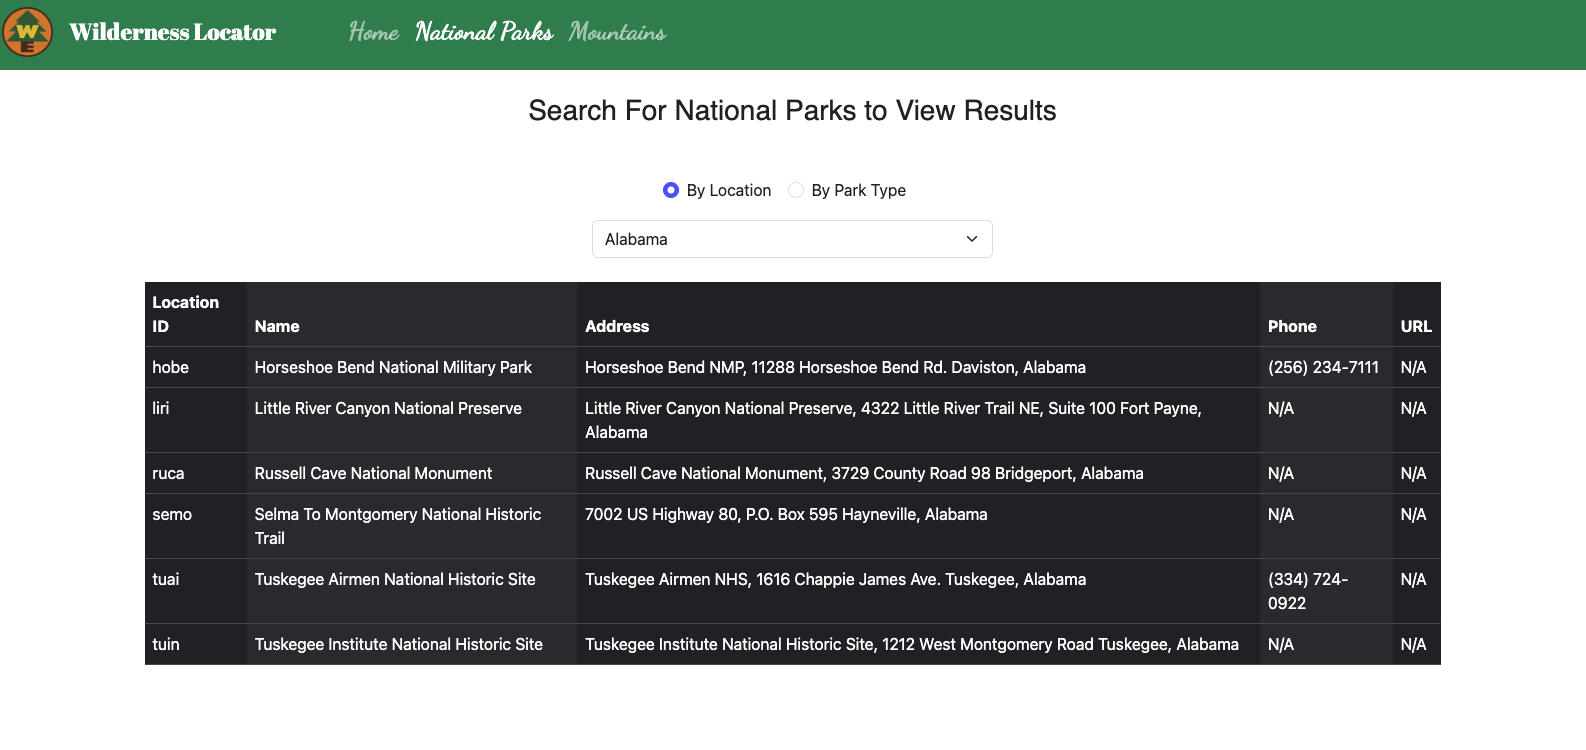 W
E
Wilderness Locator Home National Parks Mountains
Search For National Parks to View Results
By Location By Park Type
Alabama
Location ID Name Address Phone URL
hobe Horseshoe Bend National Military Park Horseshoe Bend NMP, 11288 Horseshoe Bend Rd. Daviston, Alabama (256) 234-7111 N/A
liri Little River Canyon National Preserve Little River Canyon National Preserve, 4322 Little River Trail NE, Suite 100 Fort Payne, Alabama N/A N/A
ruca Russell Cave National Monument Russell Cave National Monument, 3729 County Road 98 Bridgeport, Alabama N/A N/A
semo Selma To Montgomery National Historic Trail 7002 US Highway 80, P.O. Box 595 Hayneville, Alabama N/A N/A
tuai Tuskegee Airmen National Historic Site Tuskegee Airmen NHS, 1616 Chappie James Ave. Tuskegee, Alabama (334) 724-0922 N/A
tuin Tuskegee Institute National Historic Site Tuskegee Institute National Historic Site, 1212 West Montgomery Road Tuskegee, Alabama N/A N/A